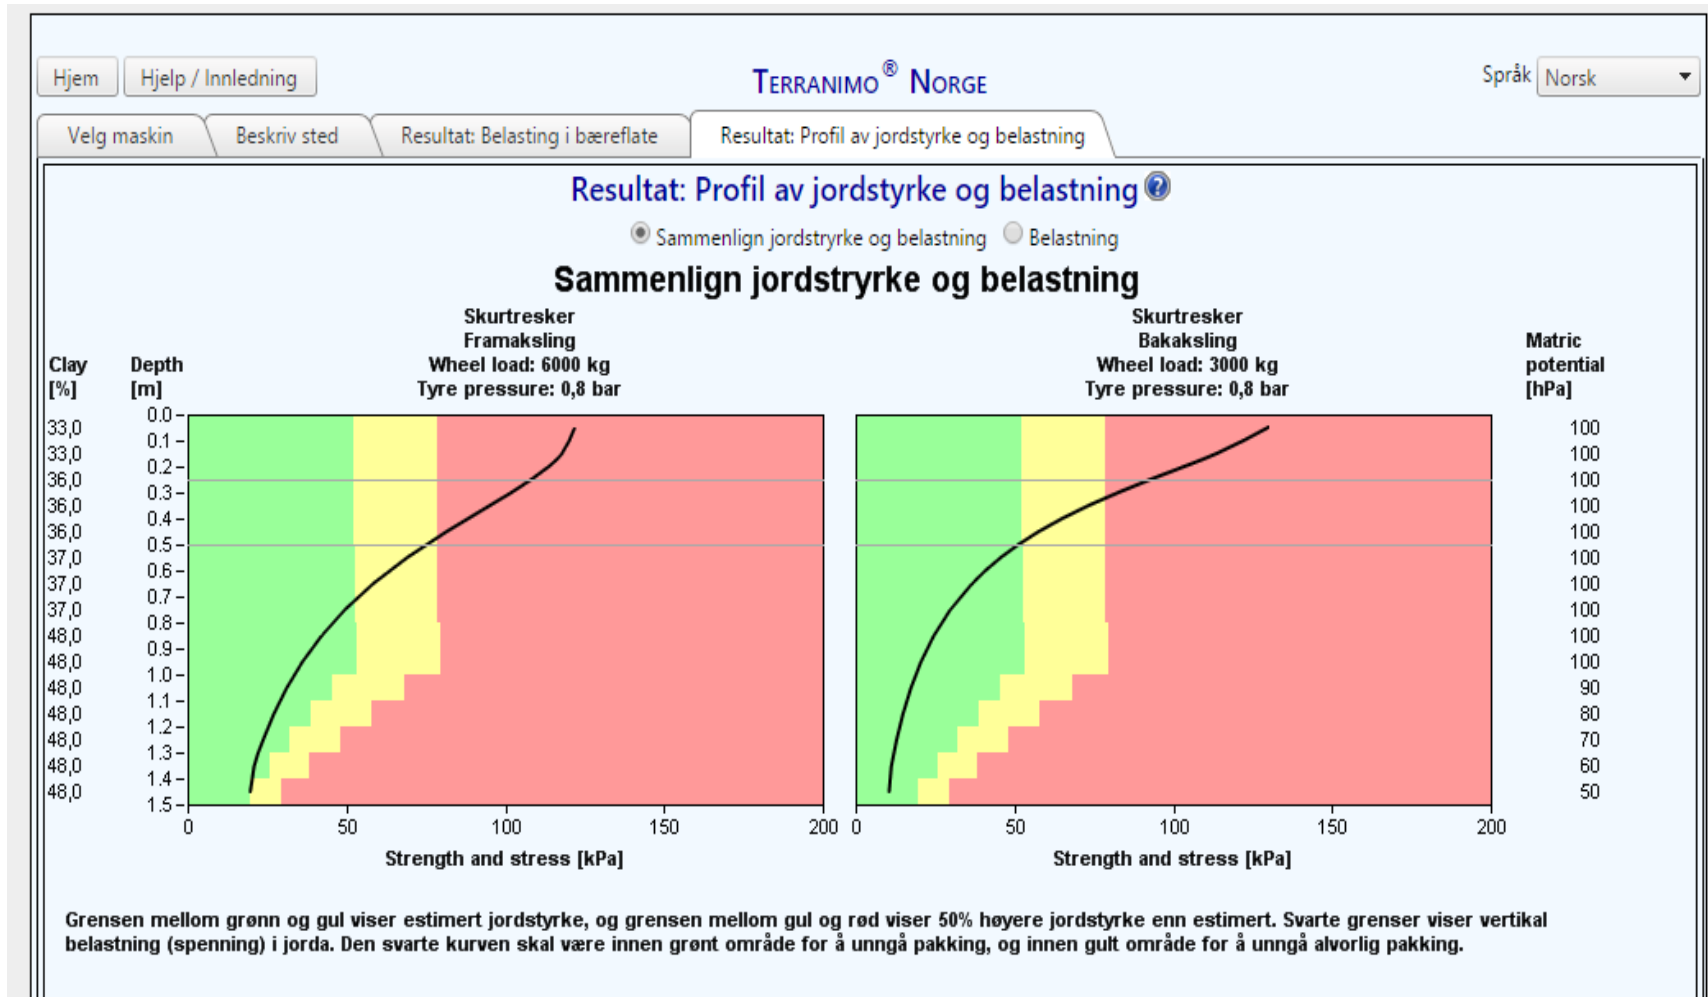 Hjem Hjelp / Innledning TERRANIMO® NORGE Språk Norsk
Velg maskin Beskriv sted Resultat: Belasting i bæreflate Resultat: Profil av jordstyrke og belastning
Resultat: Profil av jordstyrke og belastning ?
Sammenlign jordstryrke og belastning Belastning
Sammenlign jordstryrke og belastning
Skurtresker Skurtresker
Framaksling Bakaksling Matric
Clay Depth Wheel load: 6000 kg Wheel load: 3000 kg potential
[%] [m] Tyre pressure: 0,8 bar Tyre pressure: 0,8 bar [hPa]
0.0
33,0 100
0.1
33,0 100
0.2
36,0 100
0.3
36,0 100
0.4
36,0 100
0.5
37,0 100
0.6
37,0 100
0.7
37,0 100
0.8
48,0 100
0.9
48,0 100
1.0
48,0 90
1.1
48,0 80
1.2
48,0 70
1.3
48,0 60
1.4
48,0 50
1.5
0 50 100 150 200 0 50 100 150 200
Strength and stress [kPa] Strength and stress [kPa]
Grensen mellom grønn og gul viser estimert jordstyrke, og grensen mellom gul og rød viser 50% høyere jordstyrke enn estimert. Svarte grenser viser vertikal
belastning (spenning) i jorda. Den svarte kurven skal være innen grønt område for å unngå pakking, og innen gult område for å unngå alvorlig pakking.